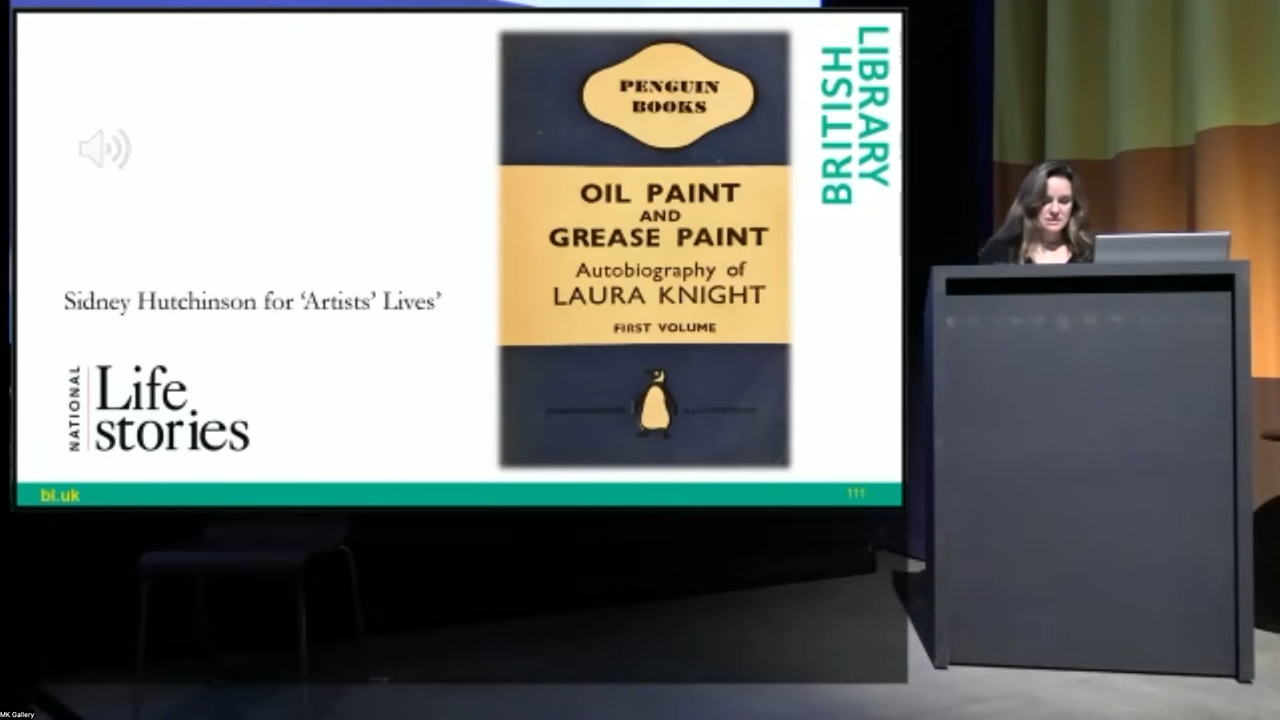 PENGUIN
BOOKS
OIL PAINT
AND
GREASE PAINT
Autobiography of
LAURA KNIGHT
FIRST VOLUME
LIBRARY
BRITISH
Sidney Hutchinson for ‘Artists’ Lives’
NATIONAL
Life
stories
bl.uk
111
MK Gallery